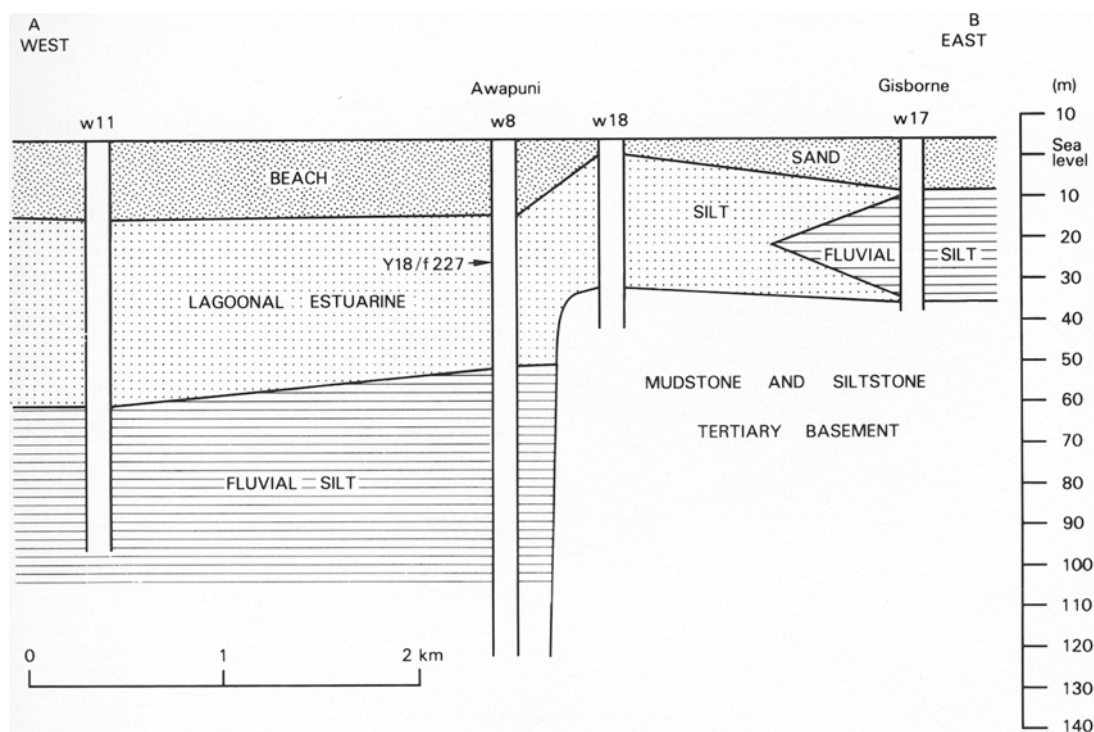 A
WEST
B
EAST
Awapuni
Gisborne
(m)
w11
w8
w18
w17
10
Sea
level
BEACH
SAND
10
SILT
20
FLUVIAL
SILT
Y18/f227
30
LAGOONAL ESTUARINE
40
50
MUDSTONE AND SILTSTONE
60
TERTIARY BASEMENT
70
FLUVIAL SILT
80
90
100
110
0
1
2 km
120
130
140